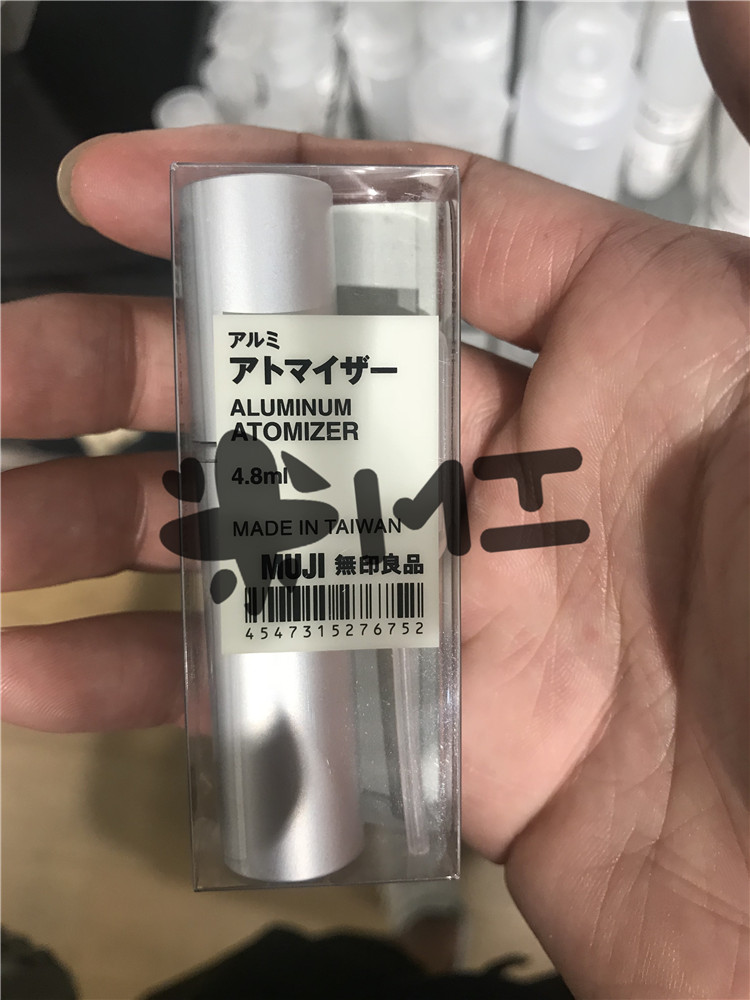 アルミ
アトマイザー
ALUMINUM
ATOMIZER
4.8ml
MADE IN TAIWAN
MUJI 無印良品
4547315276752